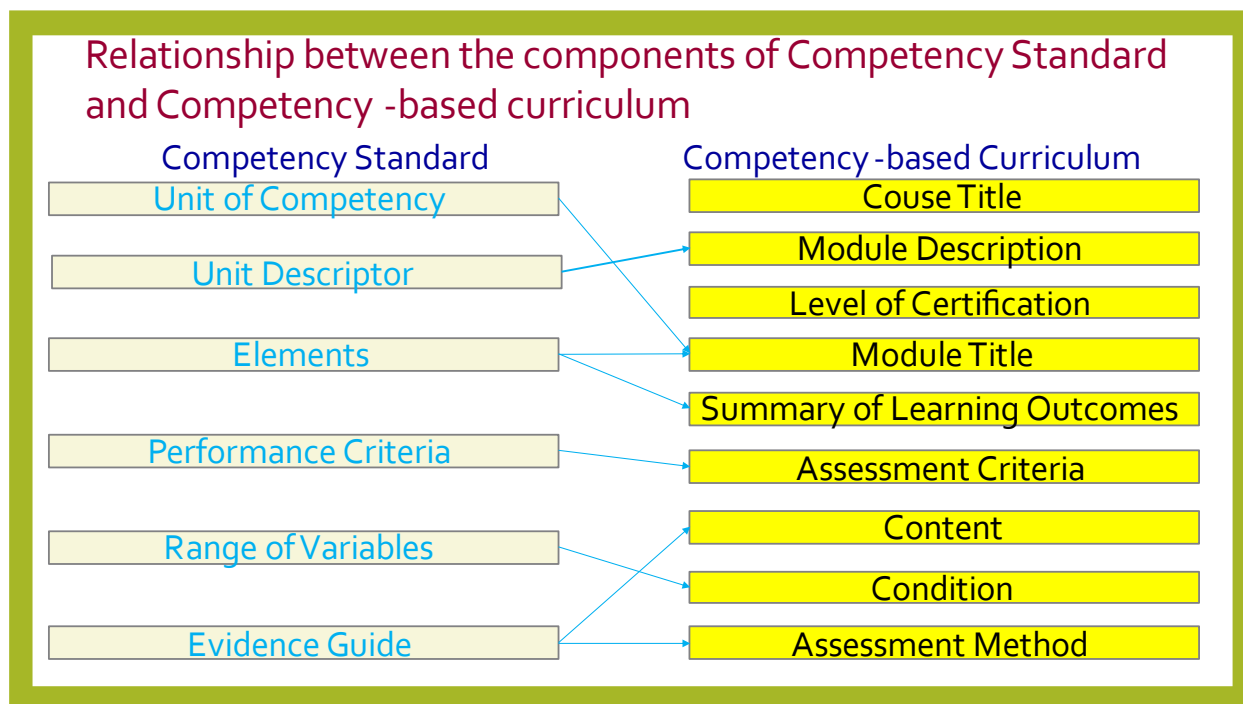 Relationship between the components of Competency Standard
and Competency -based curriculum
Competency Standard
Unit of Competency
Unit Descriptor
Elements
Performance Criteria
Range of Variables
Evidence Guide
Competency-based Curriculum
Couse Title
Module Description
Level of Certification
Module Title
Summary of Learning Outcomes
Assessment Criteria
Content
Condition
Assessment Method